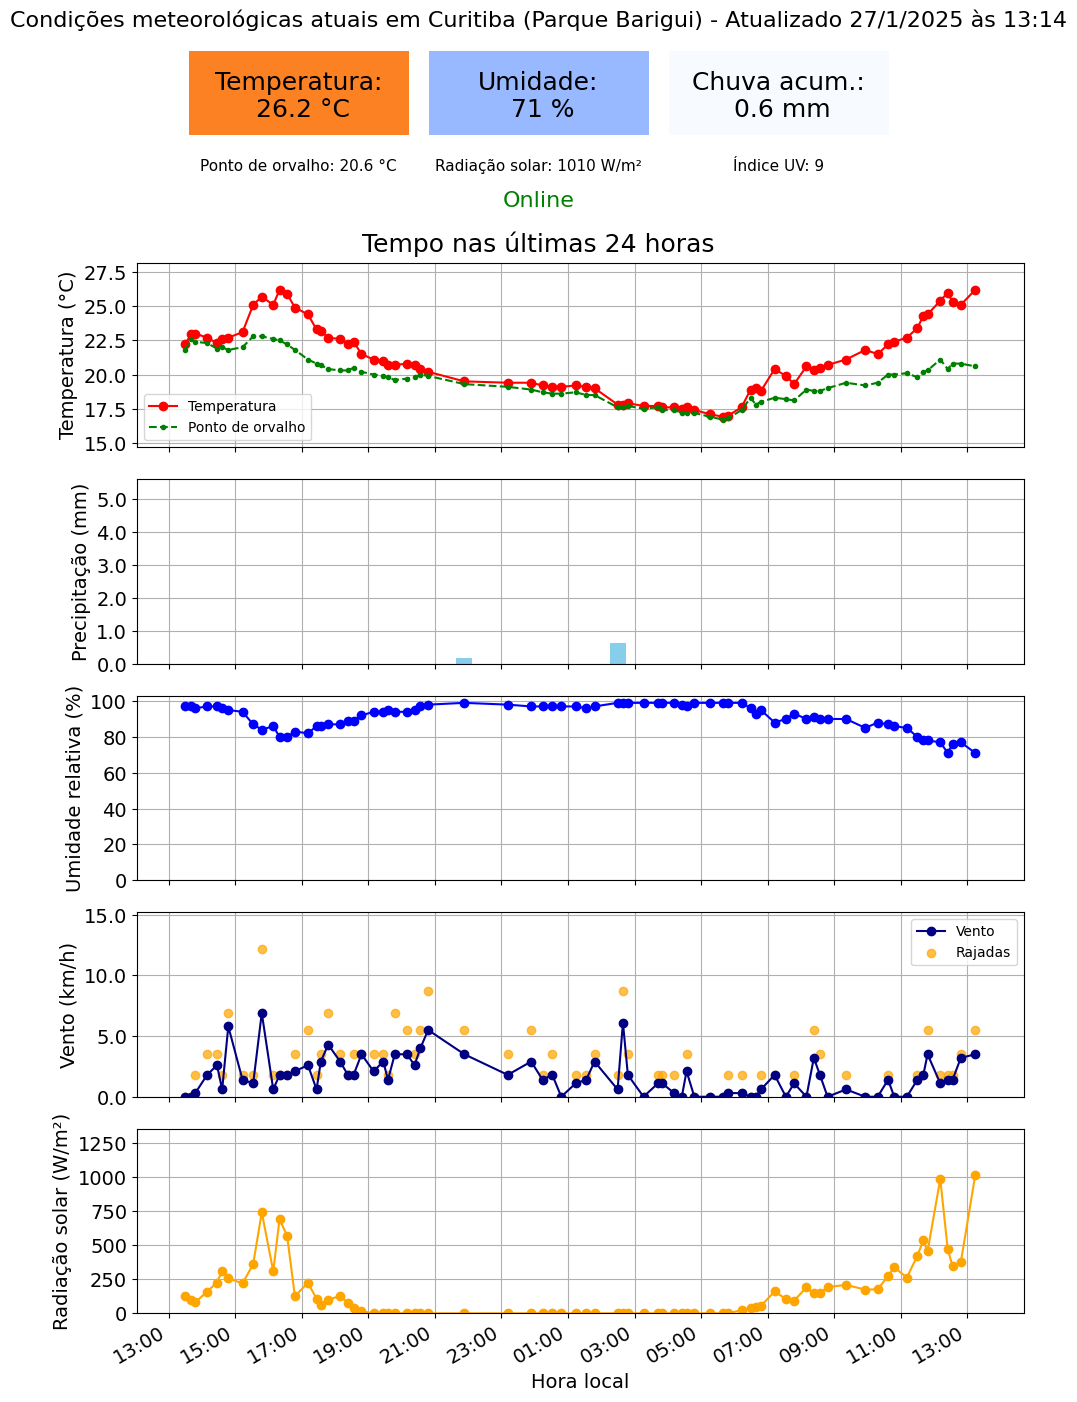 Condições meteorológicas atuais em Curitiba (Parque Barigui) - Atualizado 27/1/2025 às 13:14
Temperatura:
26.2 °C
Umidade:
71 %
Chuva acum.:
0.6 mm
Ponto de orvalho: 20.6 °C
Radiação solar: 1010 W/m²
Índice UV: 9
Online
Tempo nas últimas 24 horas
Temperatura (°C)
27.5
25.0
22.5
20.0
17.5
15.0
Temperatura
Ponto de orvalho
Precipitação (mm)
5.0
4.0
3.0
2.0
1.0
0.0
Umidade relativa (%)
100
80
60
40
20
0
Vento (km/h)
15.0
10.0
5.0
0.0
Vento
Rajadas
Radiação solar (W/m²)
1250
1000
750
500
250
0
13:00
15:00
17:00
19:00
21:00
23:00
01:00
03:00
05:00
07:00
09:00
11:00
13:00
Hora local